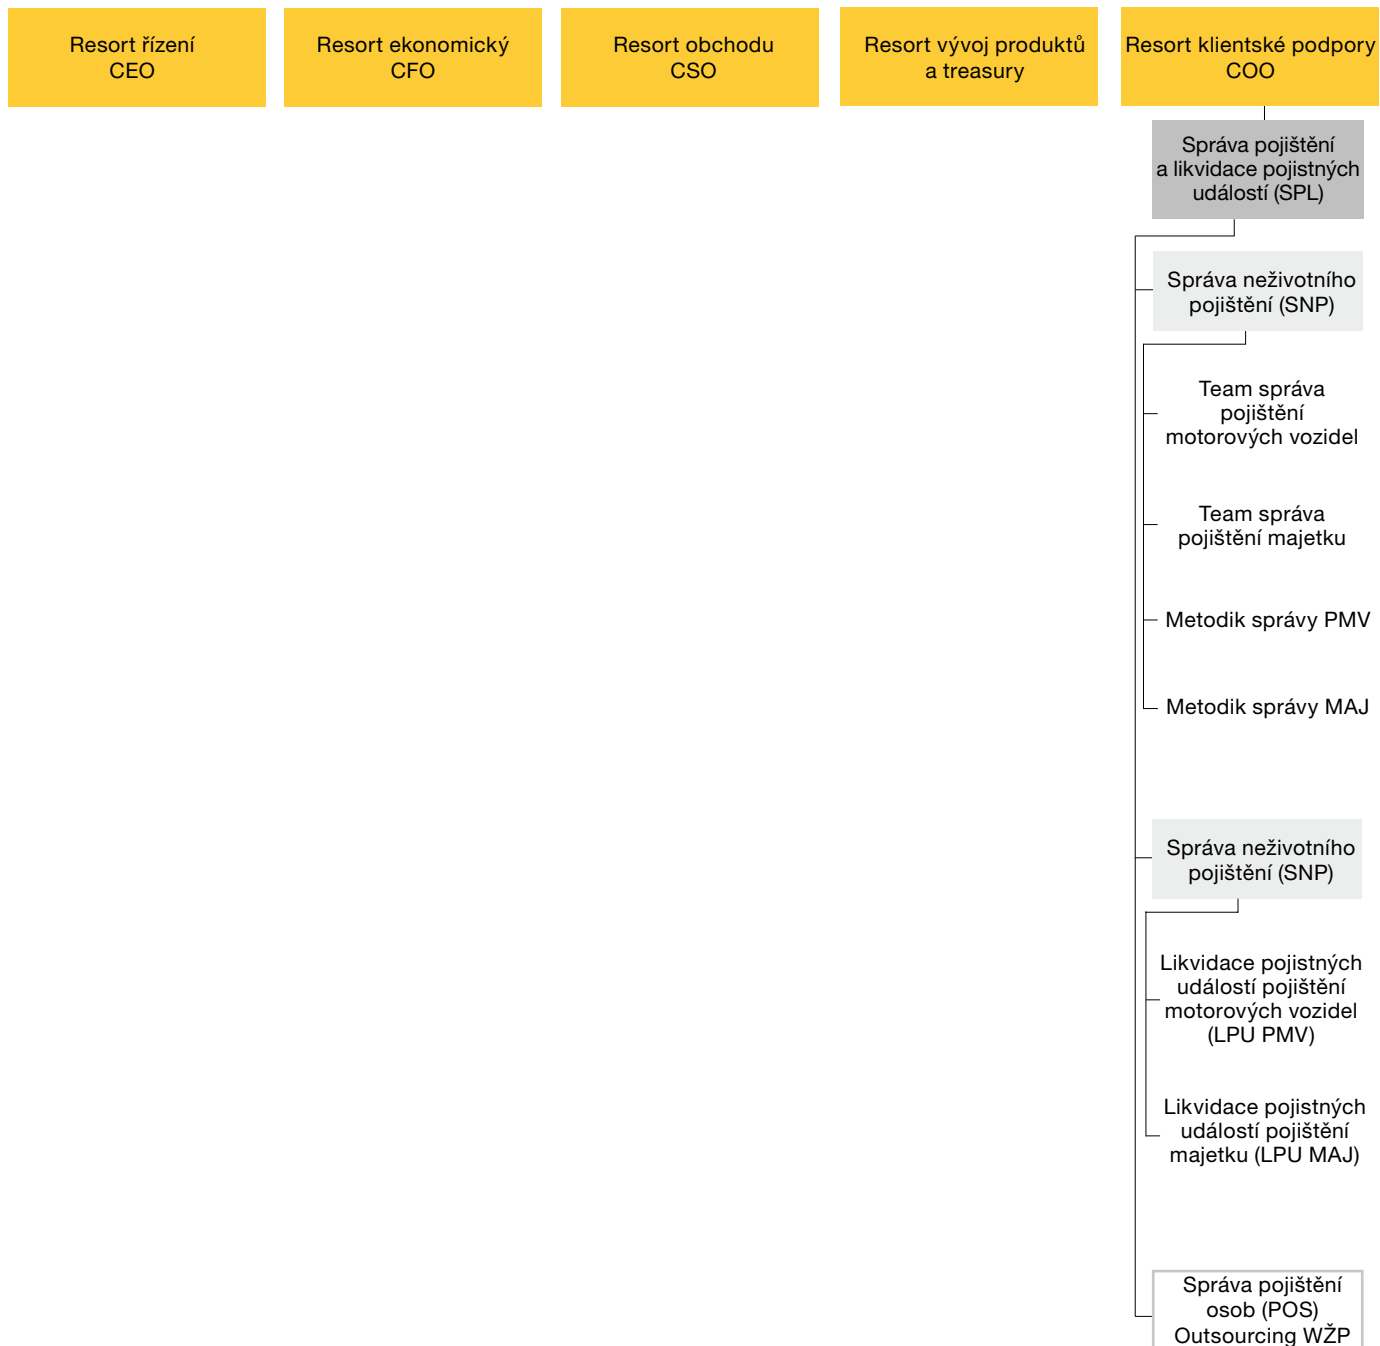 Resort řízení
CEO
Resort ekonomický
CFO
Resort obchodu
CSO
Resort vývoj produktů
a treasury
Resort klientské podpory
COO
Správa pojištění
a likvidace pojistných
událostí (SPL)
Správa neživotního
pojištění (SNP)
Team správa
pojištění
motorových vozidel
Team správa
pojištění majetku
Metodik správy PMV
Metodik správy MAJ
Správa neživotního
pojištění (SNP)
Likvidace pojistných
událostí pojištění
motorových vozidel
(LPU PMV)
Likvidace pojistných
událostí pojištění
majetku (LPU MAJ)
Správa pojištění
osob (POS)
Outsourcing WŽP